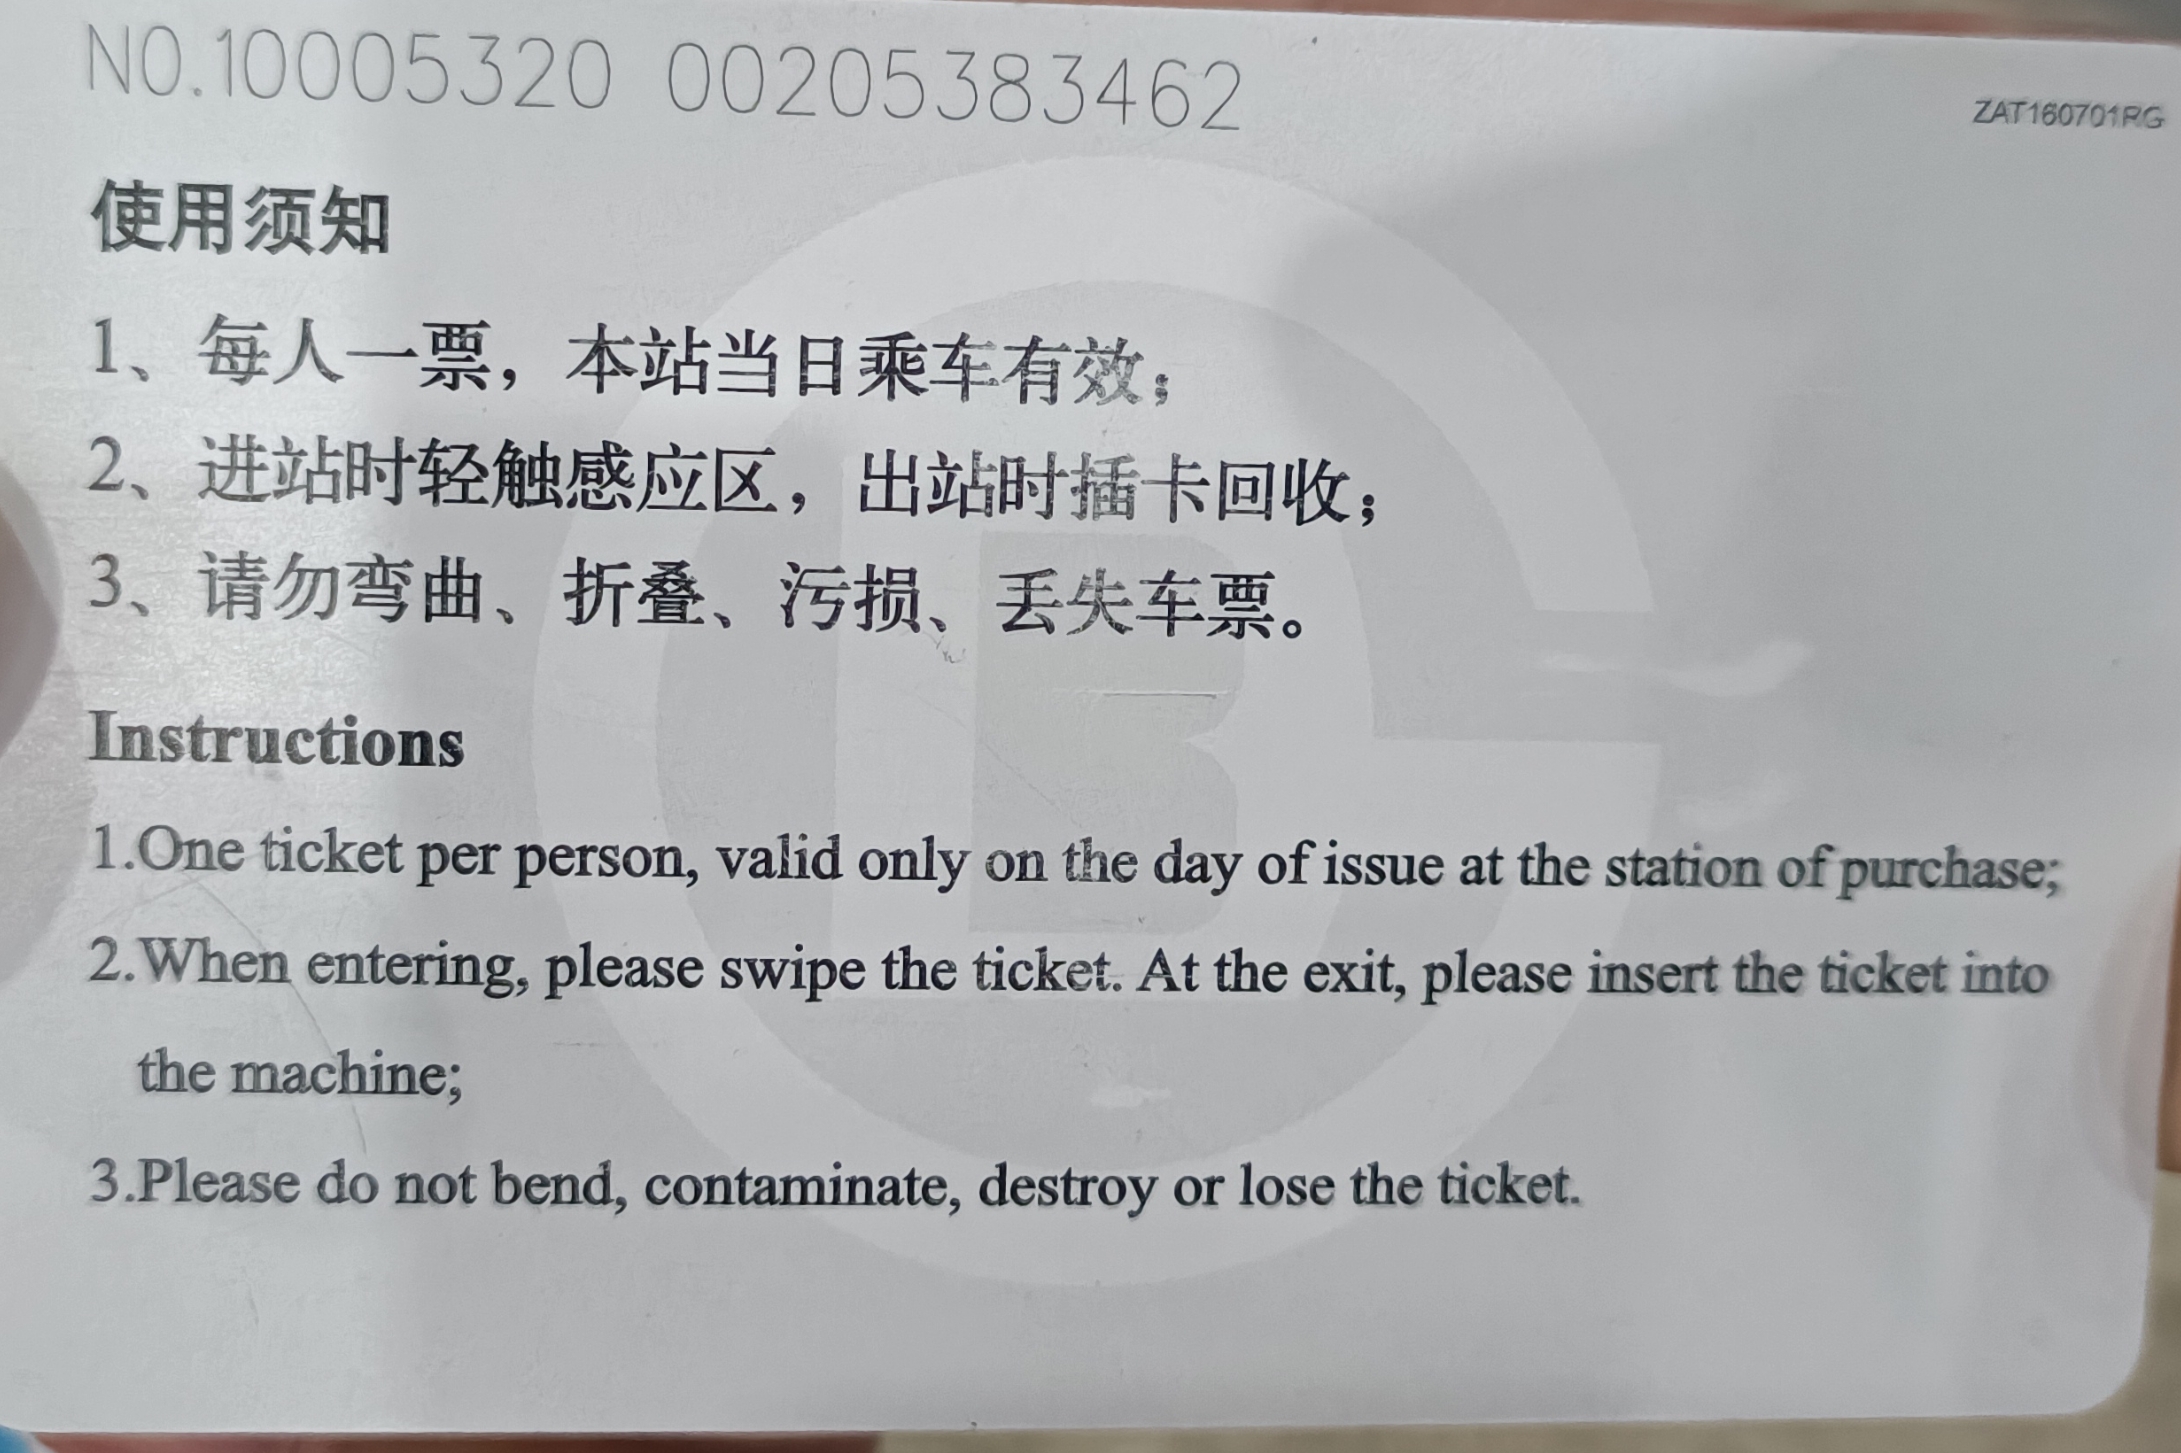 NO.10005320 00205383462
ZAT160701RG
使用须知
1、每人一票，本站当日乘车有效；
2、进站时轻触感应区，出站时插卡回收；
3、请勿弯曲、折叠、污损、丢失车票。
Instructions
1.One ticket per person, valid only on the day of issue at the station of purchase;
2.When entering, please swipe the ticket. At the exit, please insert the ticket into
the machine;
3.Please do not bend, contaminate, destroy or lose the ticket.